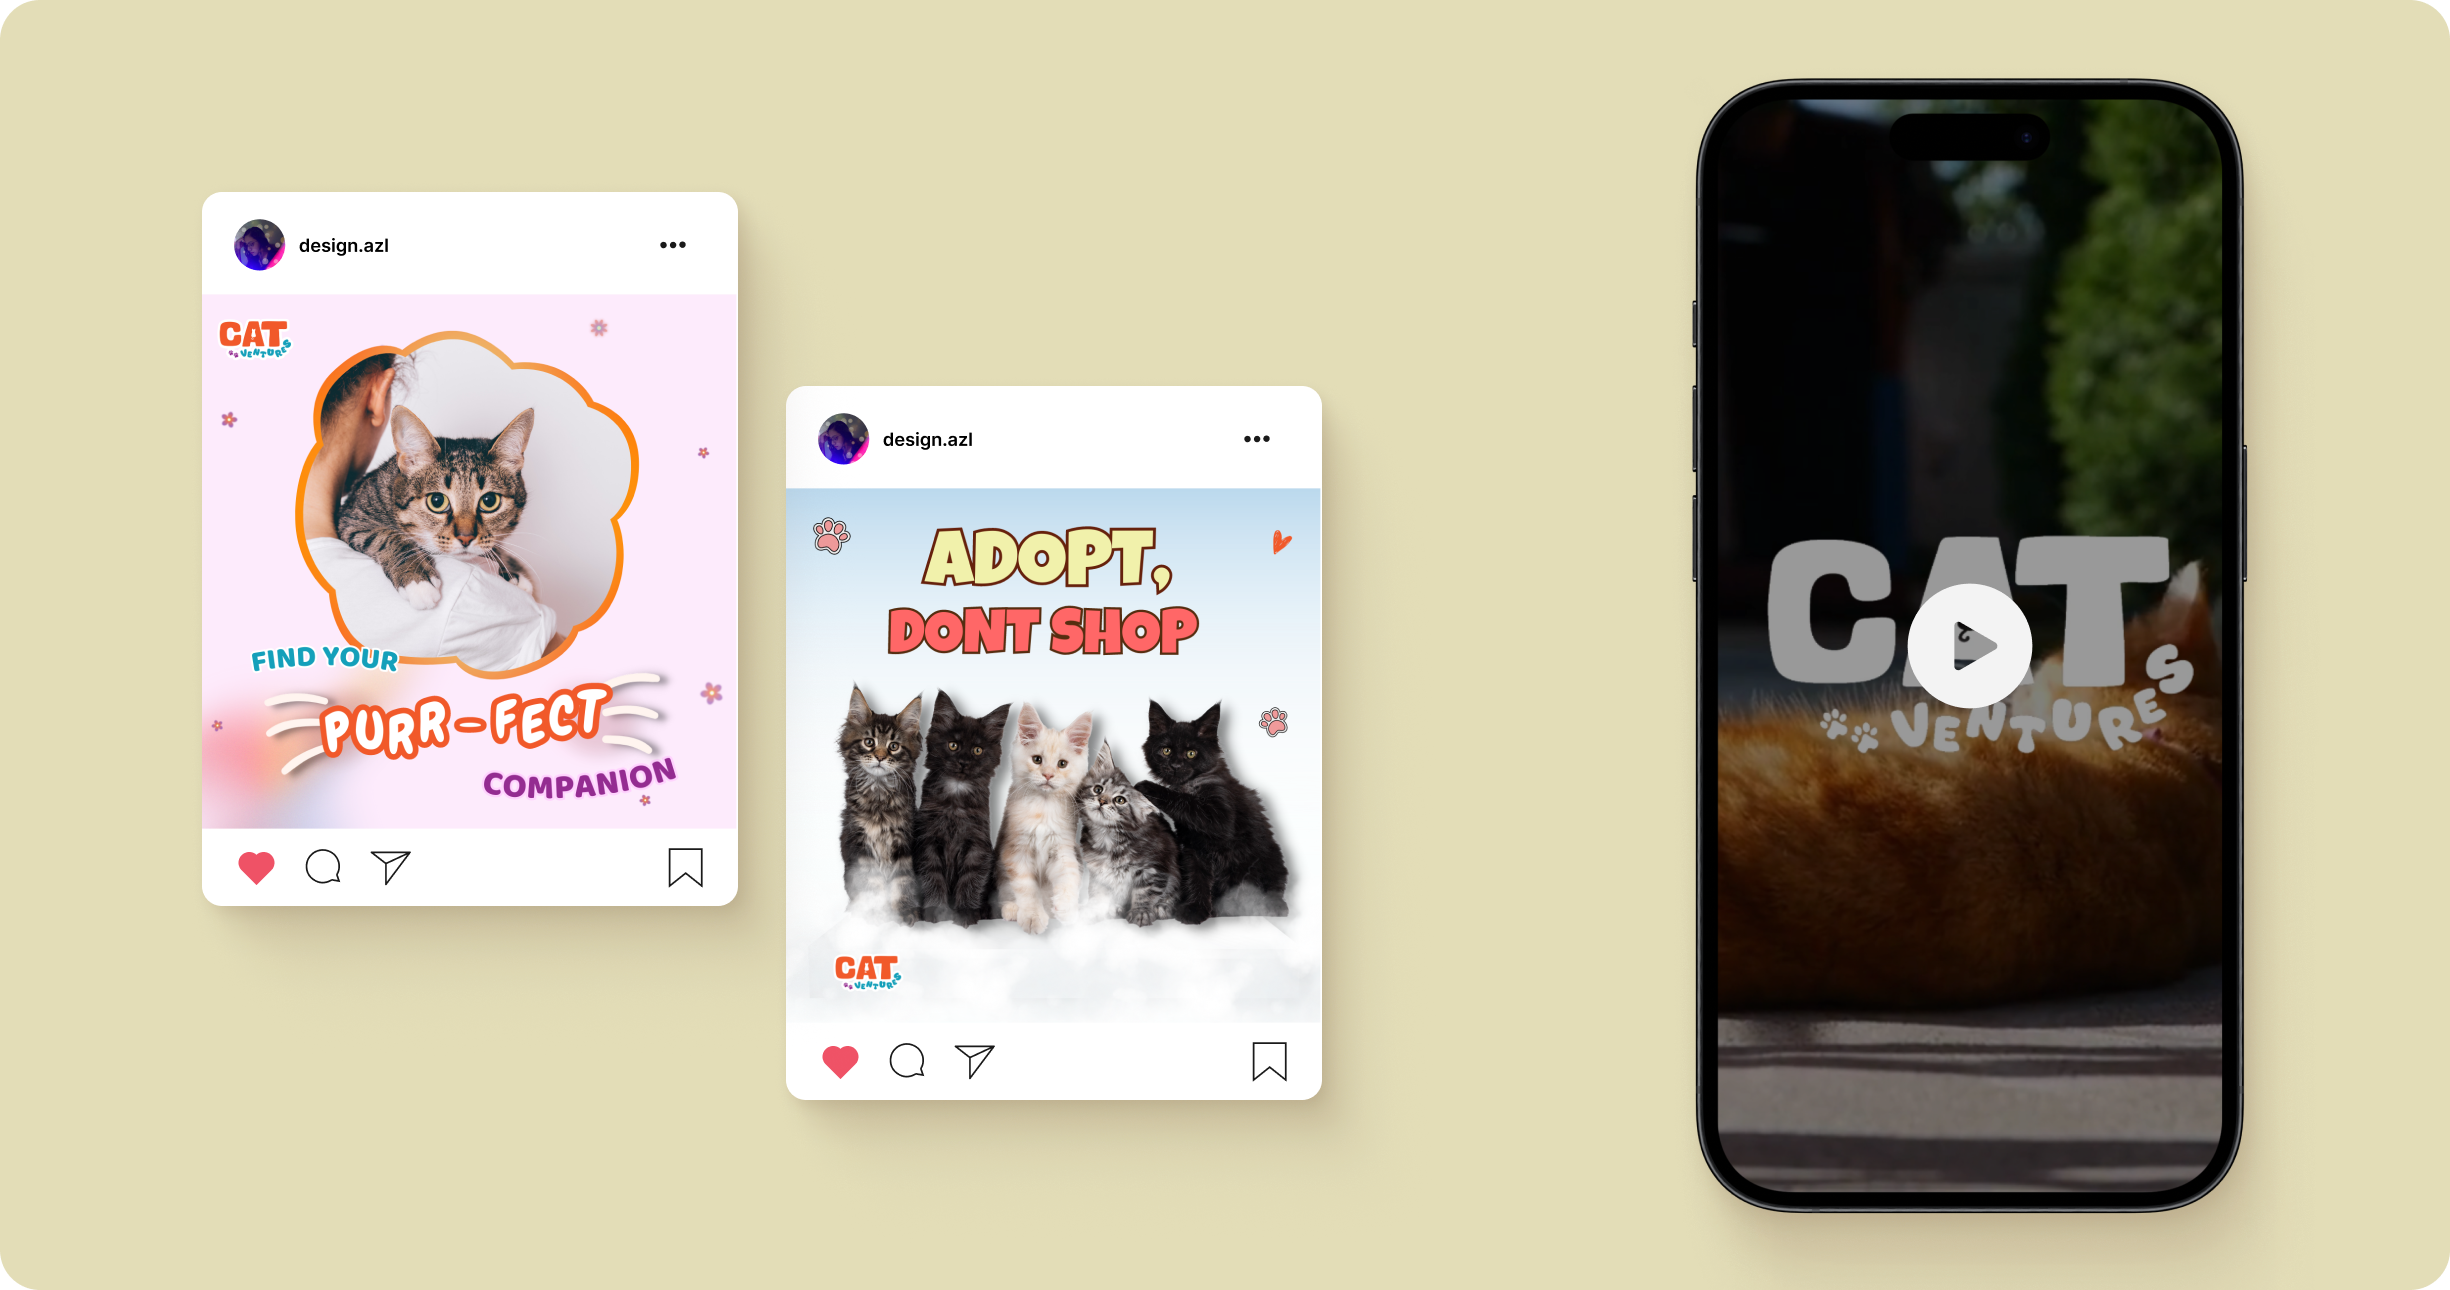 design.azl
CAT
VENTURES
FIND YOUR
PURR-FECT
COMPANION
design.azl
ADOPT,
DONT SHOP
CAT
VENTURES
CAT
VENTURES